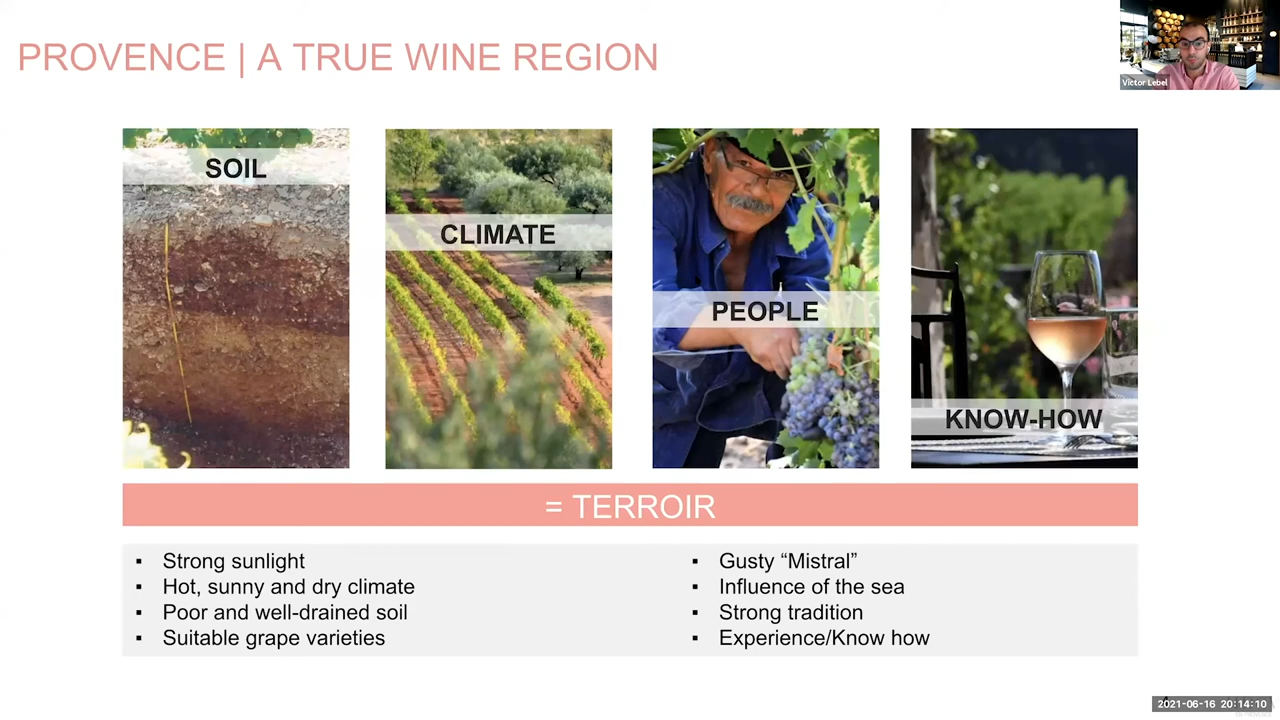 PROVENCE | A TRUE WINE REGION
Victor Lebel
SOIL
CLIMATE
PEOPLE
KNOW-HOW
= TERROIR
▪ Strong sunlight
▪ Hot, sunny and dry climate
▪ Poor and well-drained soil
▪ Suitable grape varieties
▪ Gusty “Mistral”
▪ Influence of the sea
▪ Strong tradition
▪ Experience/Know how
2021-06-16 20:14:10